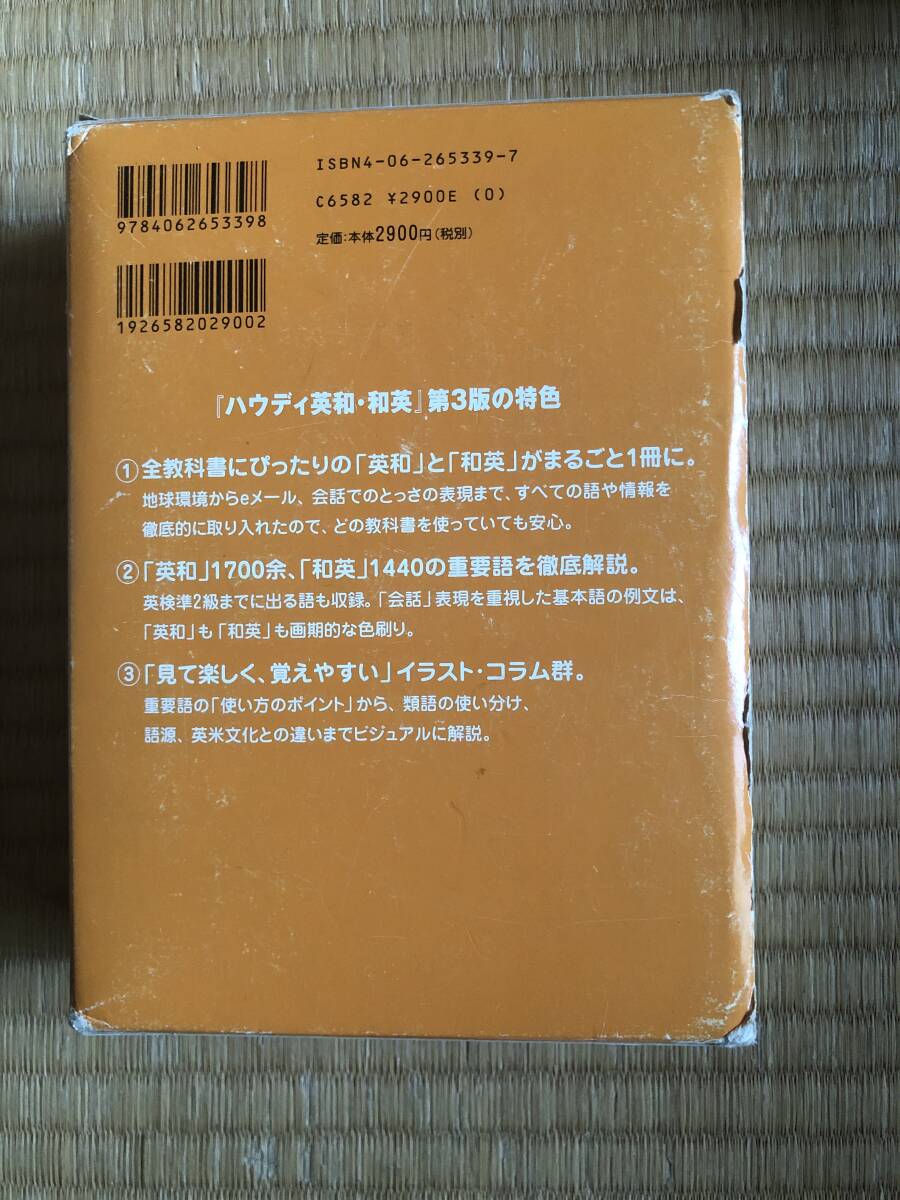 ISBN4-06-265339-7
C6582 ¥2900E (0)
定価:本体2900円(税別)
9784062653398
1926582029002
『ハウディ英和・和英』第3版の特色
①全教科書にぴったりの「英和」と「和英」がまるごと1冊に。
地球環境からeメール、会話でのとっさの表現まで、すべての語や情報を
徹底的に取り入れたので、どの教科書を使っていても安心。
②「英和」1700余、「和英」1440の重要語を徹底解説。
英検準2級までに出る語も収録。「会話」表現を重視した基本語の例文は、
「英和」も「和英」も画期的な色刷り。
③「見て楽しく、覚えやすい」イラスト・コラム群。
重要語の「使い方のポイント」から、類語の使い分け、
語源、英米文化との違いまでビジュアルに解説。